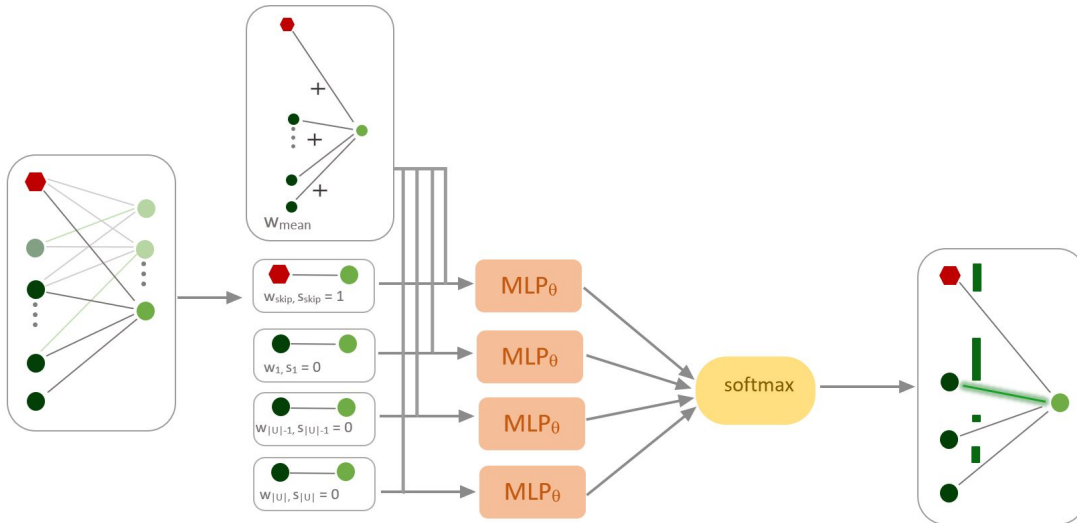 +
+
+
w_mean
w_skip, s_skip = 1
MLP_θ
w_1, s_1 = 0
MLP_θ
softmax
w_|U|-1, s_|U|-1 = 0
MLP_θ
w_|U|, s_|U| = 0
MLP_θ